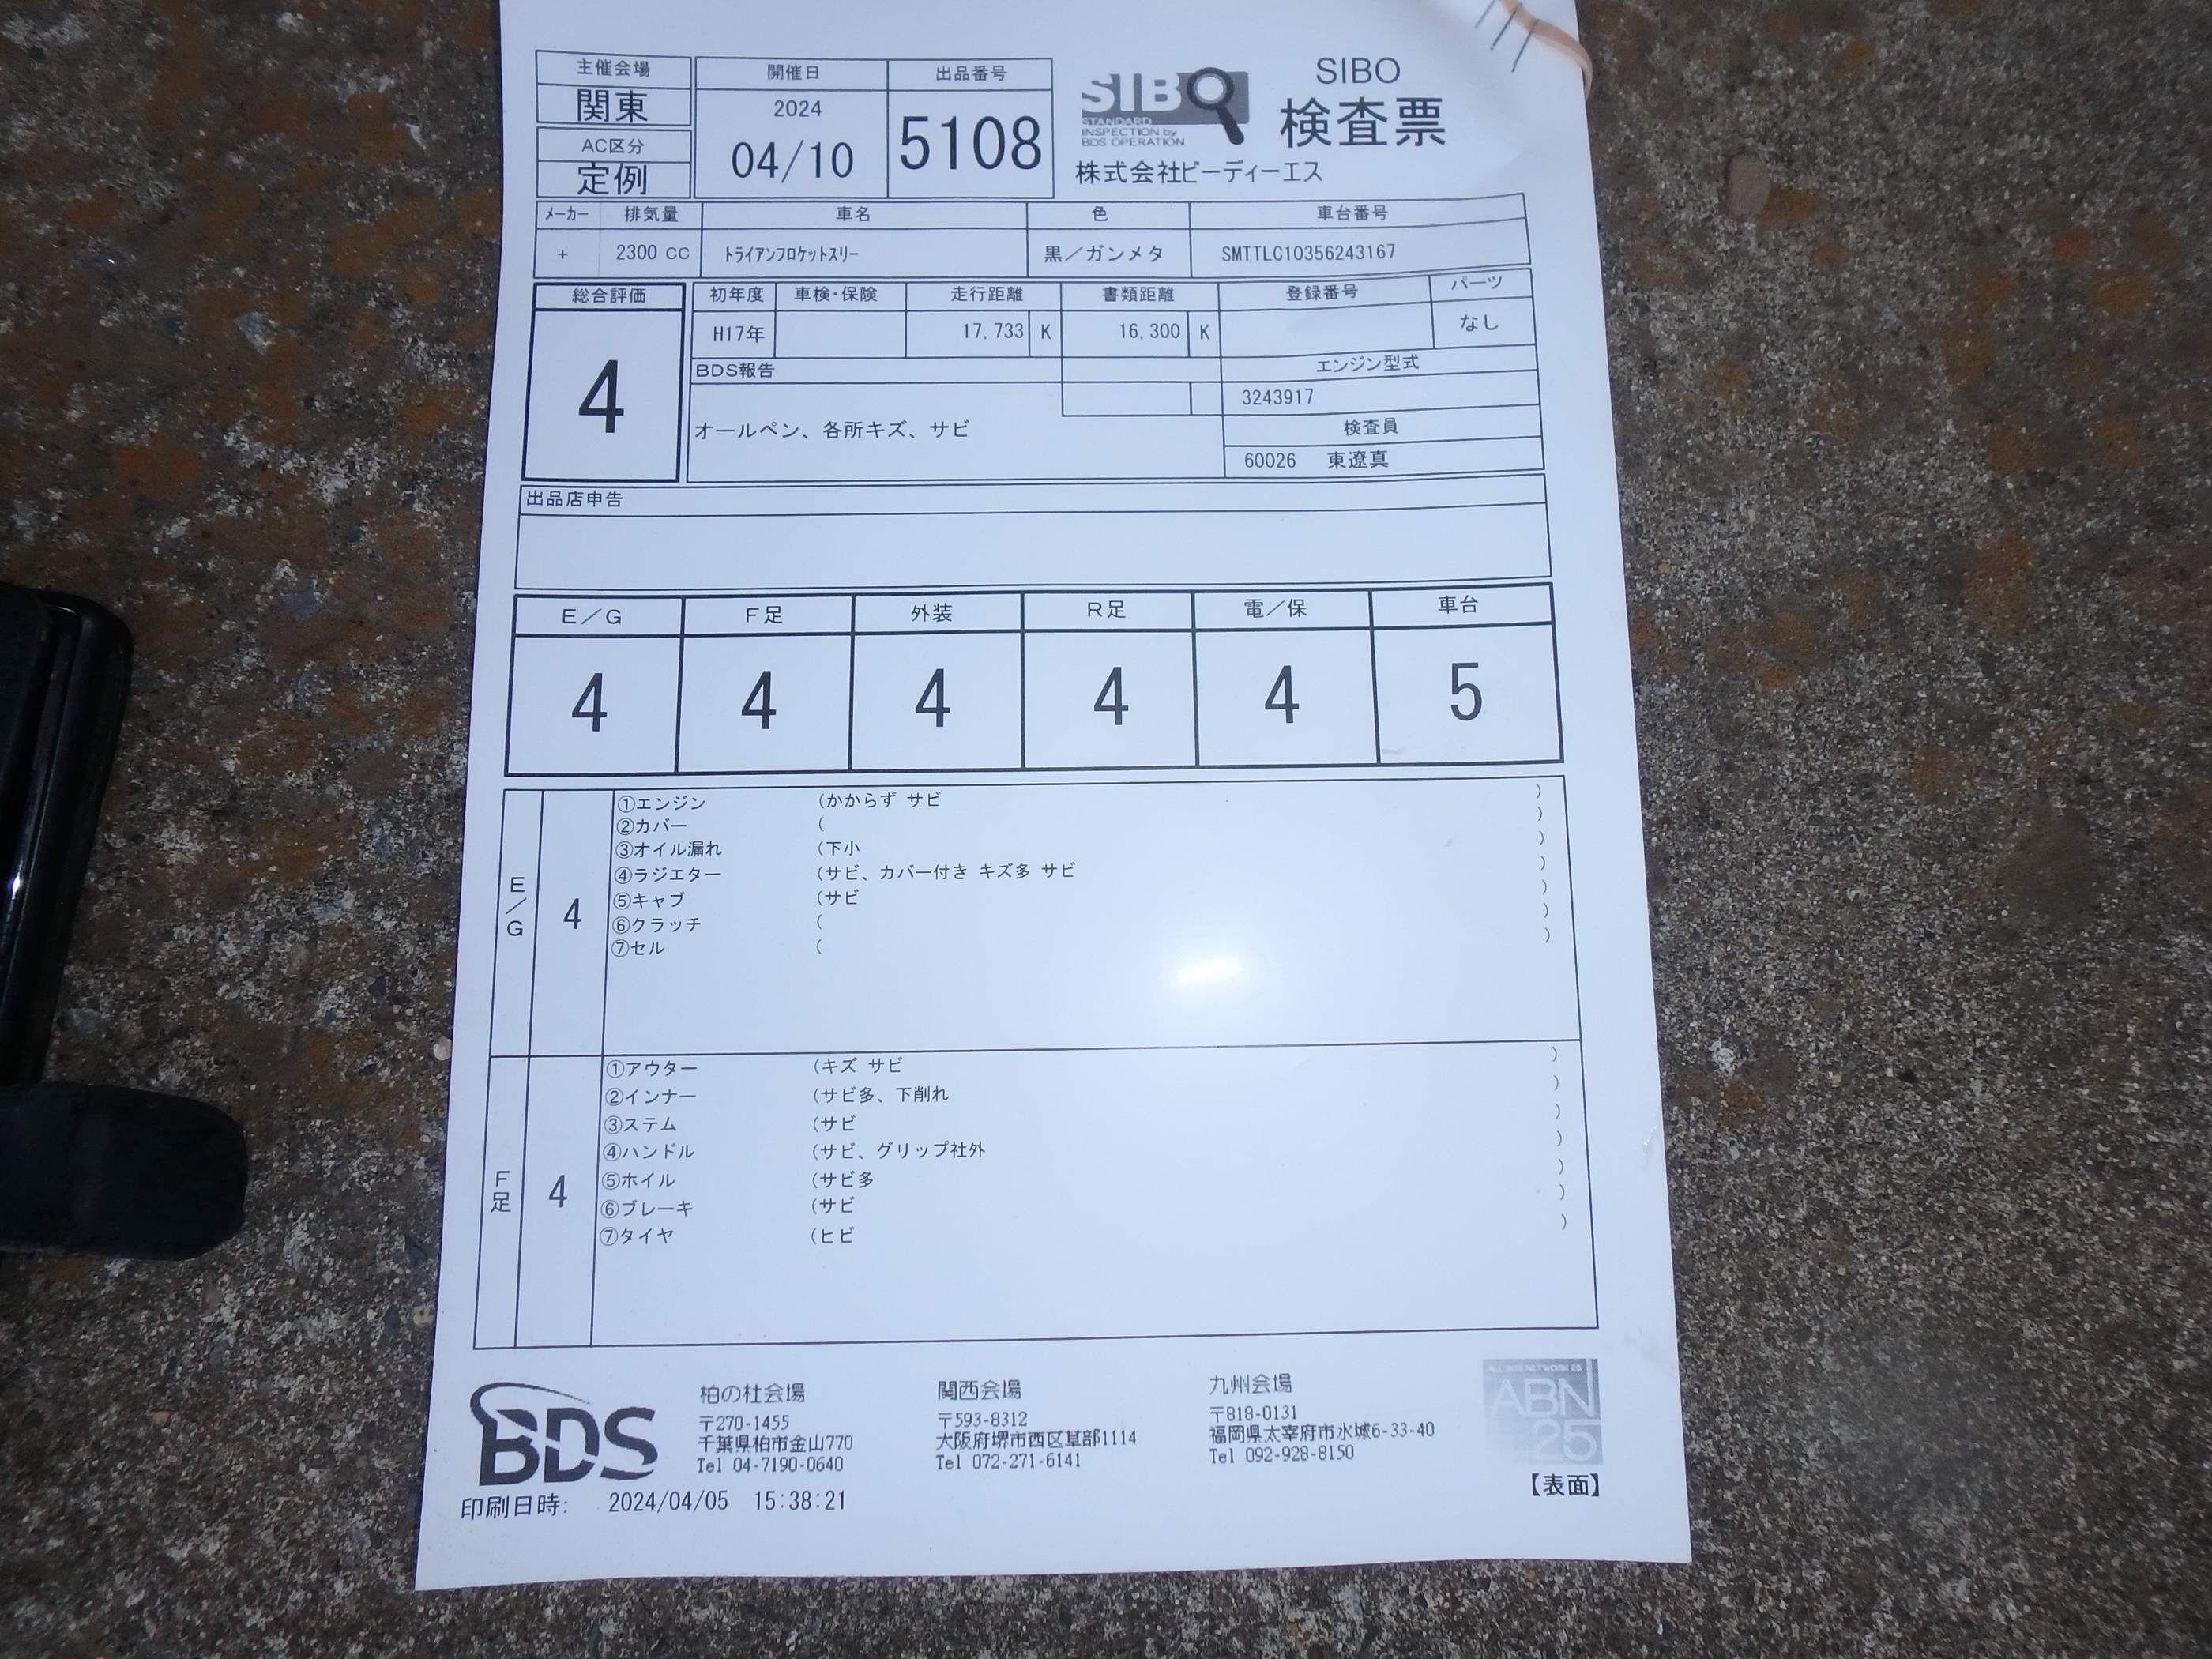 主催会場
関東
AC区分
定例
開催日
2024
04/10
出品番号
5108
SIBO
STANDARD
INSPECTION by
BDS OPERATION
SIBO
検査票
株式会社ビーディーエス
メーカー 排気量 車名 色 車台番号
+ 2300 CC ﾄﾗｲｱﾝﾌﾛｹｯﾄｽﾘｰ 黒／ガンメタ SMTTLC10356243167
総合評価
4
初年度 車検・保険 走行距離 書類距離 登録番号 パーツ
H17年 17,733 K 16,300 K なし
BDS報告 エンジン型式
3243917
オールペン、各所キズ、サビ
検査員
60026 東遼真
出品店申告
E／G F足 外装 R足 電／保 車台
4 4 4 4 4 5
E／G 4
①エンジン (かからず サビ )
②カバー ( )
③オイル漏れ (下小 )
④ラジエター (サビ、カバー付き キズ多 サビ )
⑤キャブ (サビ )
⑥クラッチ ( )
⑦セル ( )
F足 4
①アウター (キズ サビ )
②インナー (サビ多、下削れ )
③ステム (サビ )
④ハンドル (サビ、グリップ社外 )
⑤ホイル (サビ多 )
⑥ブレーキ (サビ )
⑦タイヤ (ヒビ )
BDS
柏の杜会場
〒270-1455
千葉県柏市金山770
Tel 04-7190-0640
関西会場
〒593-8312
大阪府堺市西区草部1114
Tel 072-271-6141
九州会場
〒818-0131
福岡県太宰府市水城6-33-40
Tel 092-928-8150
ALL BDS NETWORK 25
ABN
25
【表面】
印刷日時: 2024/04/05 15:38:21